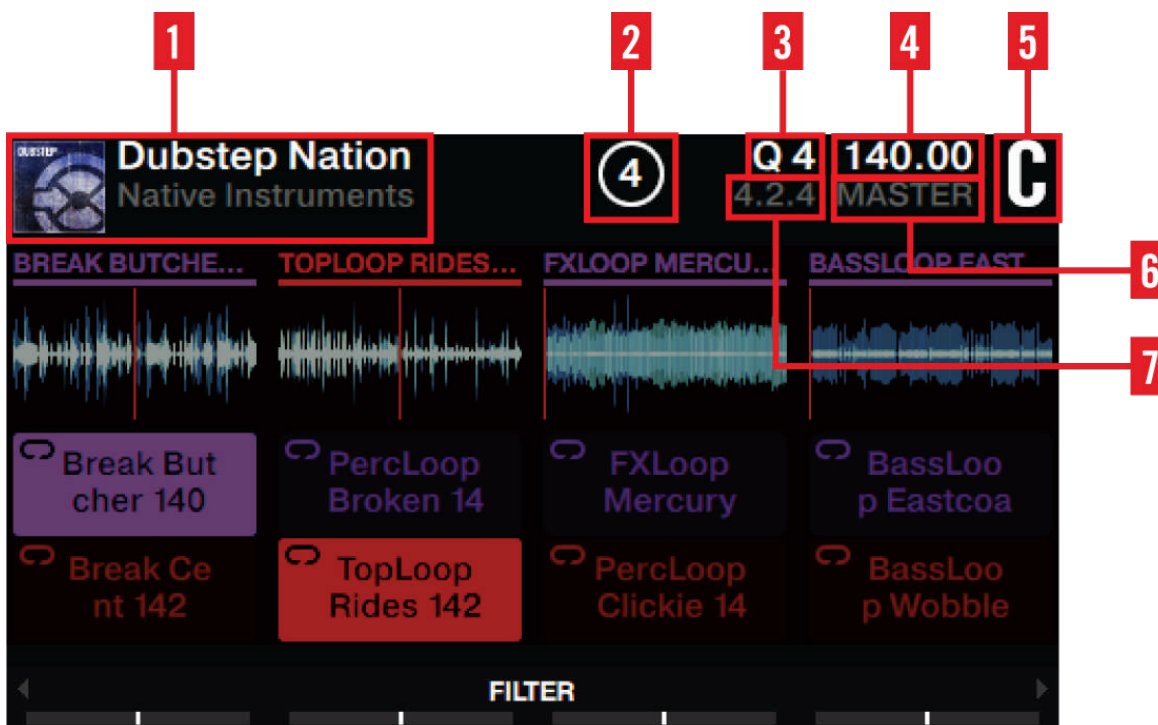 1 2 3 4 5
DUBSTEP
Dubstep Nation
Native Instruments
4
Q 4 140.00 C
4.2.4 MASTER
6
BREAK BUTCHE... TOPLOOP RIDES... FXLOOP MERCU... BASSLOOP EAST
7
Break But
cher 140
PercLoop
Broken 14
FXLoop
Mercury
BassLoo
p Eastcoa
Break Ce
nt 142
TopLoop
Rides 142
PercLoop
Clickie 14
BassLoo
p Wobble
FILTER